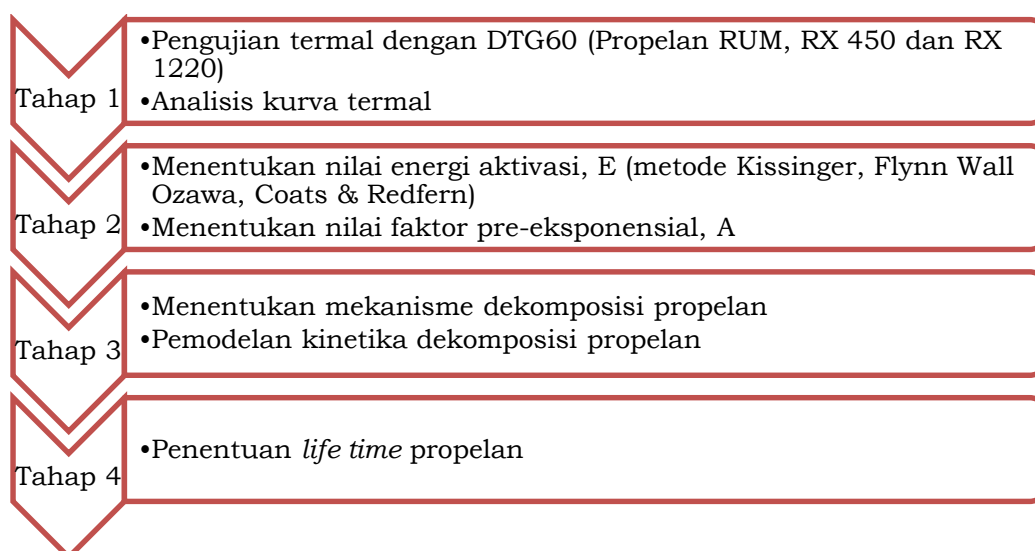 Tahap 1
•Pengujian termal dengan DTG60 (Propelan RUM, RX 450 dan RX
1220)
•Analisis kurva termal
Tahap 2
•Menentukan nilai energi aktivasi, E (metode Kissinger, Flynn Wall
Ozawa, Coats & Redfern)
•Menentukan nilai faktor pre-eksponensial, A
Tahap 3
•Menentukan mekanisme dekomposisi propelan
•Pemodelan kinetika dekomposisi propelan
Tahap 4
•Penentuan life time propelan